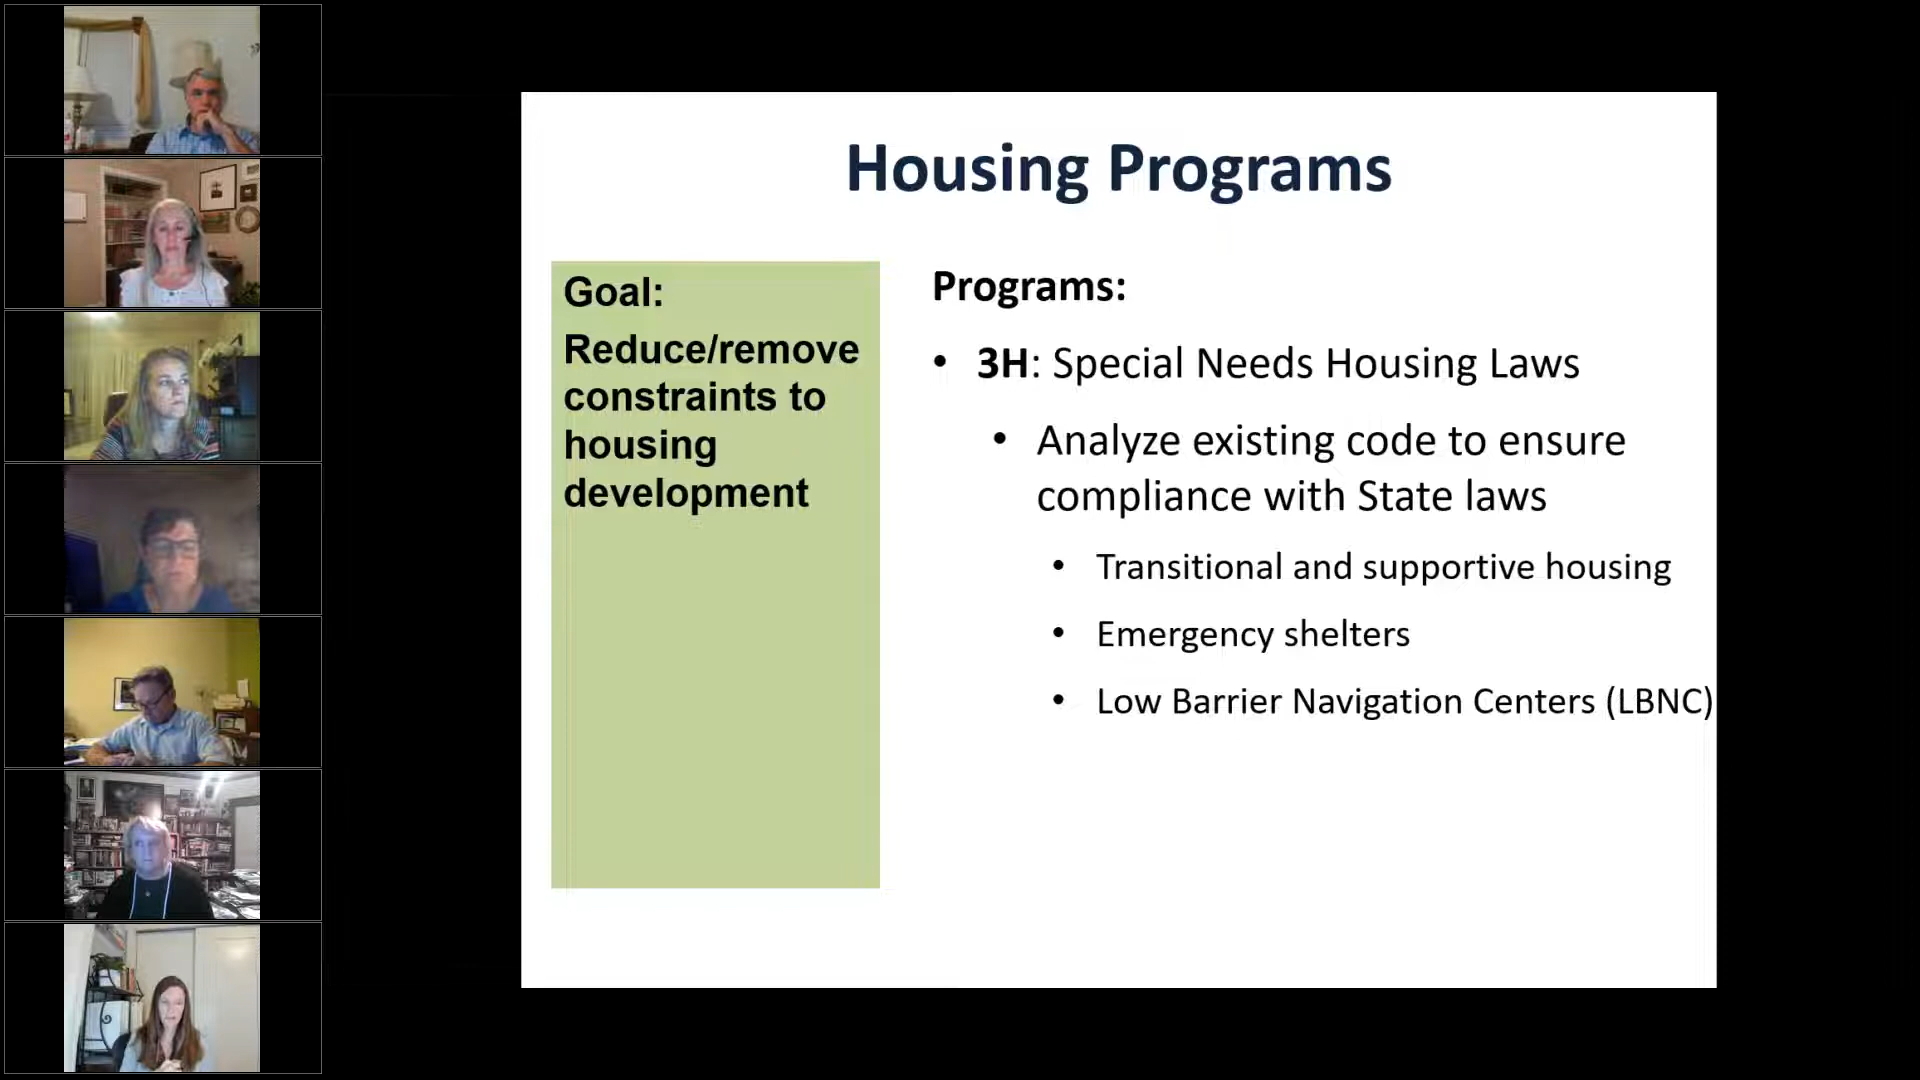 Housing Programs
Goal:
Reduce/remove
constraints to
housing
development
Programs:
• 3H: Special Needs Housing Laws
• Analyze existing code to ensure
compliance with State laws
• Transitional and supportive housing
• Emergency shelters
• Low Barrier Navigation Centers (LBNC)